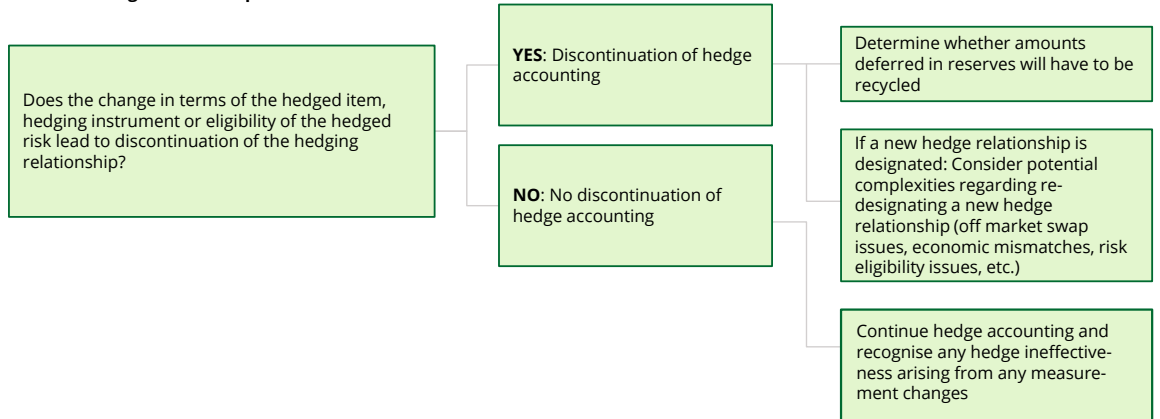 Does the change in terms of the hedged item,
hedging instrument or eligibility of the hedged
risk lead to discontinuation of the hedging
relationship?
YES: Discontinuation of hedge
accounting
NO: No discontinuation of
hedge accounting
Determine whether amounts
deferred in reserves will have to be
recycled
If a new hedge relationship is
designated: Consider potential
complexities regarding re-
designating a new hedge
relationship (off market swap
issues, economic mismatches, risk
eligibility issues, etc.)
Continue hedge accounting and
recognise any hedge ineffective-
ness arising from any measure-
ment changes